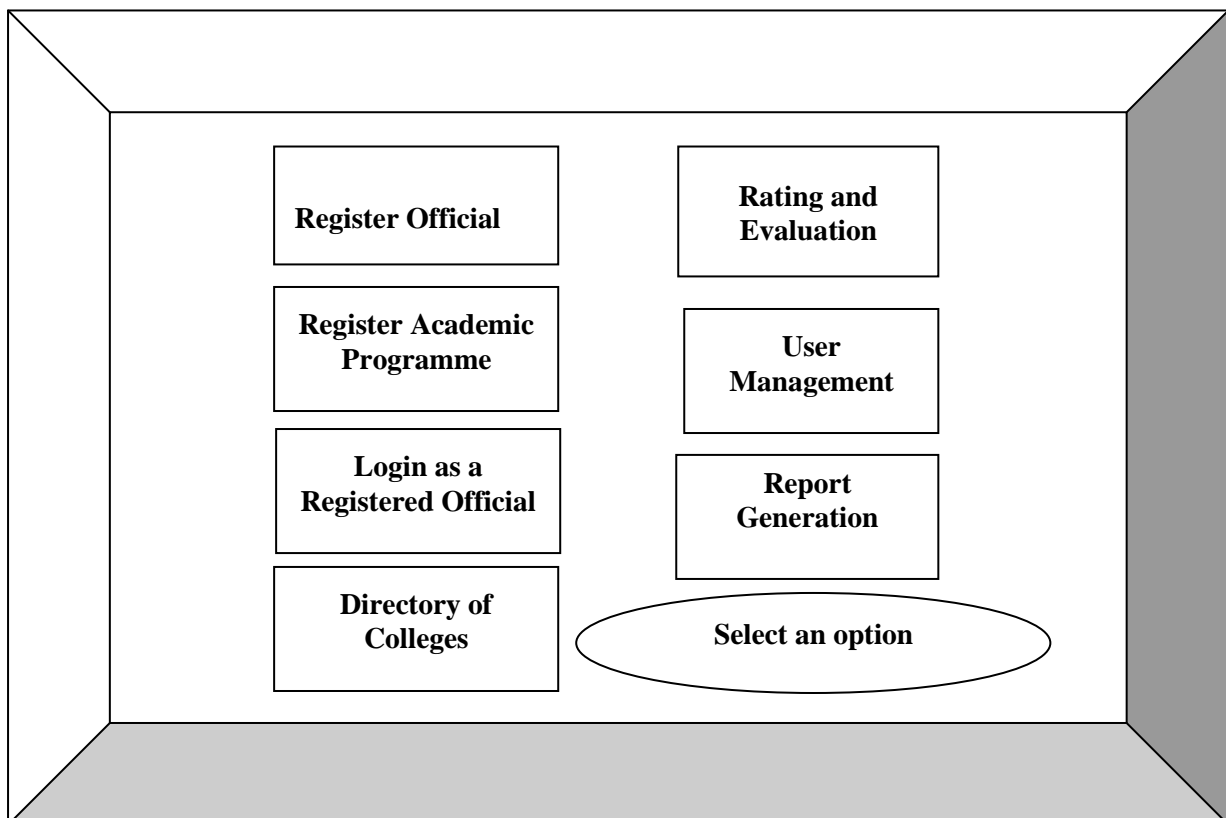 Register Official
Register Academic
Programme
Login as a
Registered Official
Directory of
Colleges
Rating and
Evaluation
User
Management
Report
Generation
Select an option